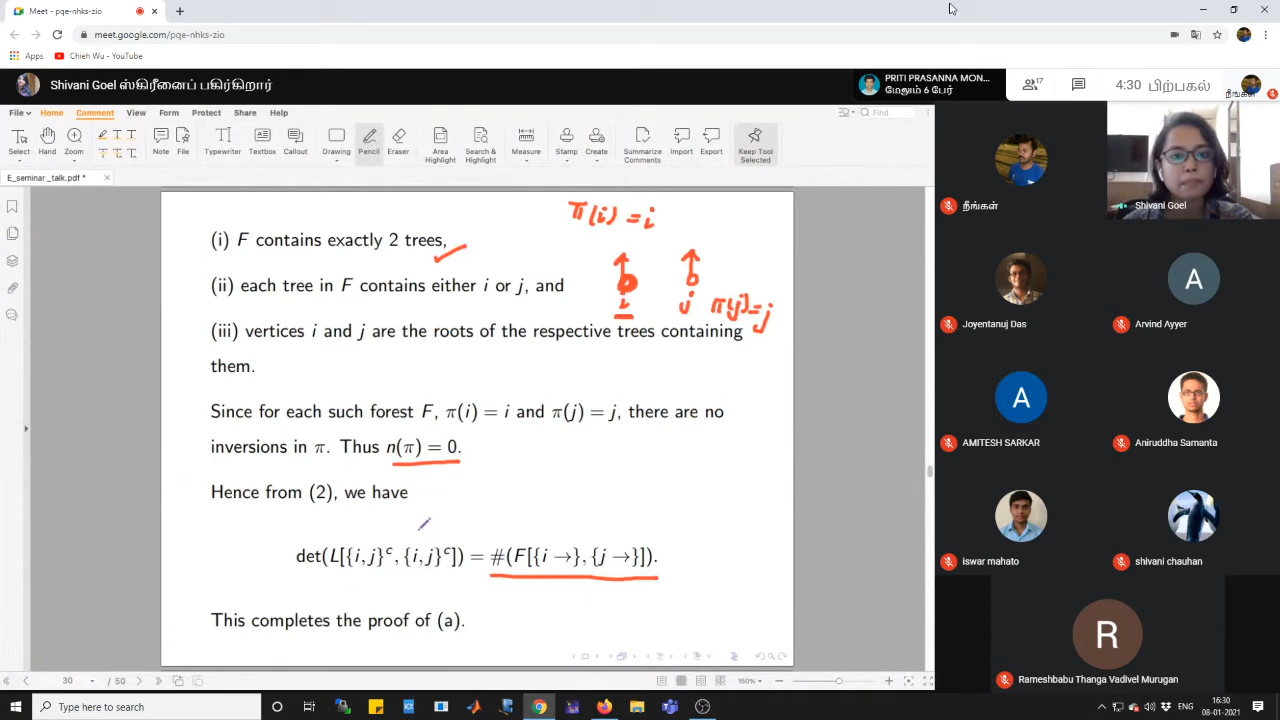 Meet - pqe-nhks-zio
meet.google.com/pqe-nhks-zio
Apps
Chieh Wu - YouTube
Shivani Goel ஸ்கிரீனைப் பகிர்கிறார்
PRITI PRASANNA MON...
மேலும் 6 பேர்
17
4:30 பிற்பகல்
நீங்கள்
File Home Comment View Form Protect Share Help
Find
Select Hand Zoom Note File Typewriter Textbox Callout Drawing Pencil Eraser Area Highlight Search & Highlight Measure Stamp Create Summarize Comments Import Export Keep Tool Selected
E_seminar _talk.pdf *
π(i) = i
(i) F contains exactly 2 trees,
(ii) each tree in F contains either i or j, and
i
j π(j)=j
(iii) vertices i and j are the roots of the respective trees containing
them.
Since for each such forest F, π(i) = i and π(j) = j, there are no
inversions in π. Thus n(π) = 0.
Hence from (2), we have
det(L[{i, j}ᶜ, {i, j}ᶜ]) = #(F[{i →}, {j →}]).
This completes the proof of (a).
30 / 50
150%
நீங்கள்
Shivani Goel
Joyentanuj Das
A
Arvind Ayyer
A
AMITESH SARKAR
Aniruddha Samanta
iswar mahato
shivani chauhan
R
Rameshbabu Thanga Vadivel Murugan
Type here to search
ENG
16:30
08-01-2021